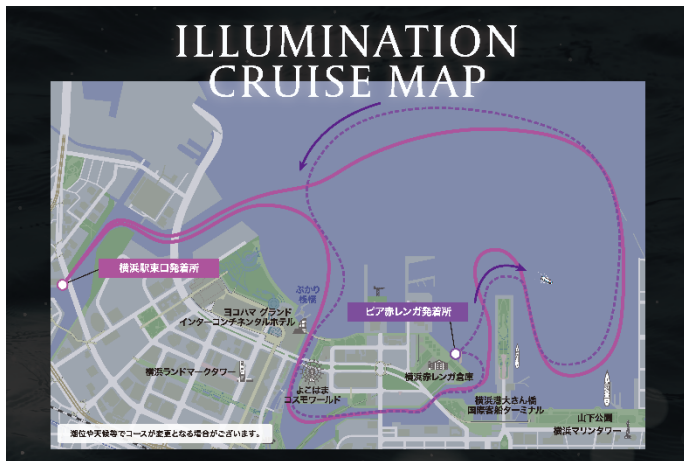 ILLUMINATION
CRUISE MAP
横浜駅東口発着所
ぷかり
桟橋
ヨコハマ グランド
インターコンチネンタルホテル
ピア赤レンガ発着所
横浜ランドマークタワー
よこはま
コスモワールド
横浜赤レンガ倉庫
横浜港大さん橋
国際客船ターミナル
山下公園
横浜マリンタワー
潮位や天候等でコースが変更となる場合がございます。